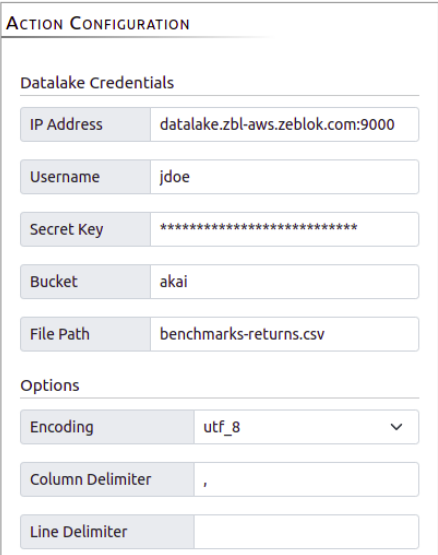 Action Configuration
Datalake Credentials
IP Address datalake.zbl-aws.zeblok.com:9000
Username jdoe
Secret Key ***************************
Bucket akai
File Path benchmarks-returns.csv
Options
Encoding utf_8
Column Delimiter ,
Line Delimiter